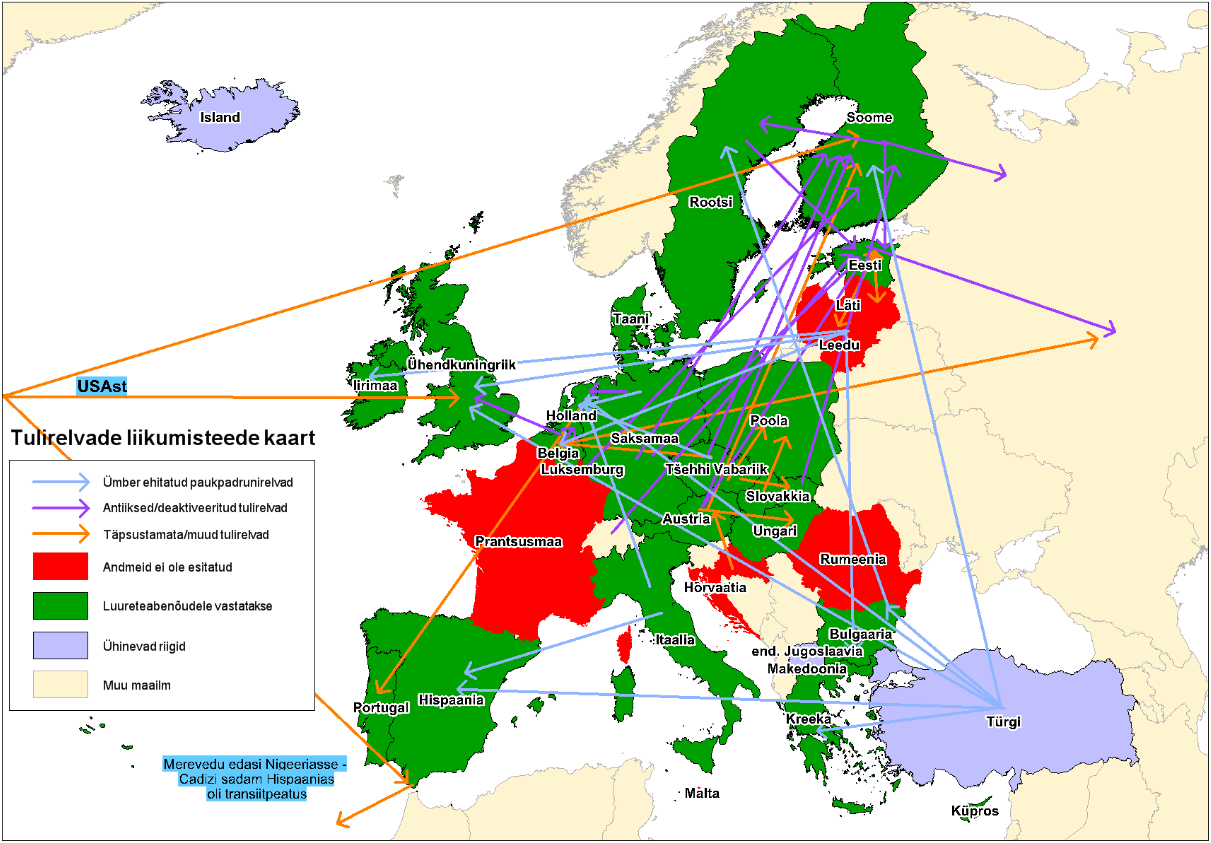 Island
Soome
Rootsi
Eesti
Läti
Leedu
Taani
Ühendkuningriik
Iirimaa
USAst
Holland
Poola
Saksamaa
Belgia
Luksemburg
Tšehhi Vabariik
Slovakkia
Austria
Ungari
Prantsusmaa
Rumeenia
Horvaatia
Itaalia
Bulgaaria
end. Jugoslaavia
Makedoonia
Hispaania
Portugal
Kreeka
Türgi
Malta
Küpros
Tulirelvade liikumisteede kaart
Ümber ehitatud paukpadrunirelvad
Antiiksed/deaktiveeritud tulirelvad
Täpsustamata/muud tulirelvad
Andmeid ei ole esitatud
Luureteabenõudele vastatakse
Ühinevad riigid
Muu maailm
Merevedu edasi Nigeeriasse -
Cadizi sadam Hispaanias
oli transiitpeatus